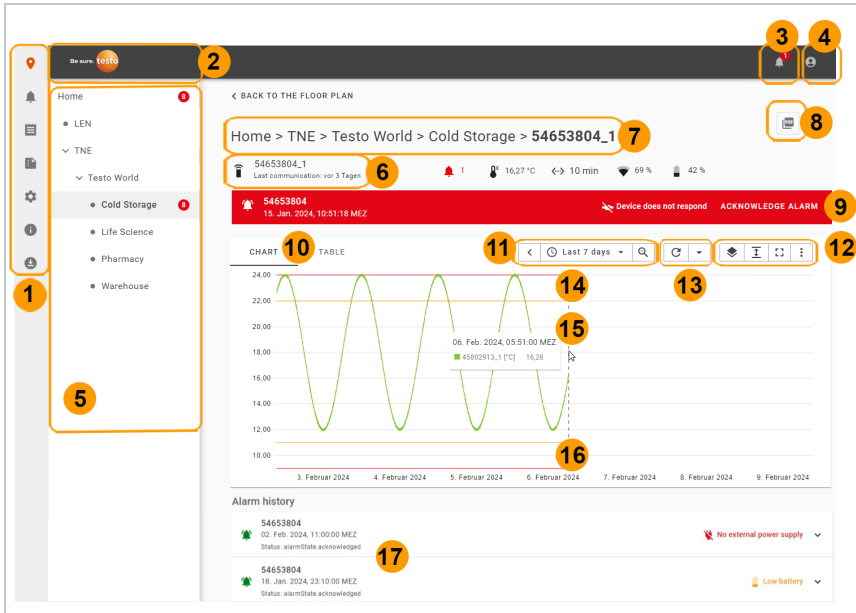 3
4
Be sure. testo
2
1
Home 8
BACK TO THE FLOOR PLAN
8
PDF
LEN
TNE
Testo World
Cold Storage 8
Life Science
Pharmacy
Warehouse
1
5
Home > TNE > Testo World > Cold Storage > 54653804_1
7
54653804_1
Last communication: vor 3 Tagen
6
1
16,27 °C
10 min
69 %
42 %
54653804
15. Jan. 2024, 10:51:18 MEZ
Device does not respond
ACKNOWLEDGE ALARM
9
CHART
10
TABLE
11
Last 7 days
12
13
24,00
22,00
20,00
18,00
16,00
14,00
12,00
10,00
14
15
06. Feb. 2024, 05:51:00 MEZ
45802913_1 [°C] 16,28
16
3. Februar 2024
4. Februar 2024
5. Februar 2024
6. Februar 2024
7. Februar 2024
8. Februar 2024
9. Februar 2024
Alarm history
54653804
02. Feb. 2024, 11:00:00 MEZ
Status: alarmState.acknowledged
No external power supply
17
54653804
18. Jan. 2024, 23:10:00 MEZ
Status: alarmState.acknowledged
Low battery